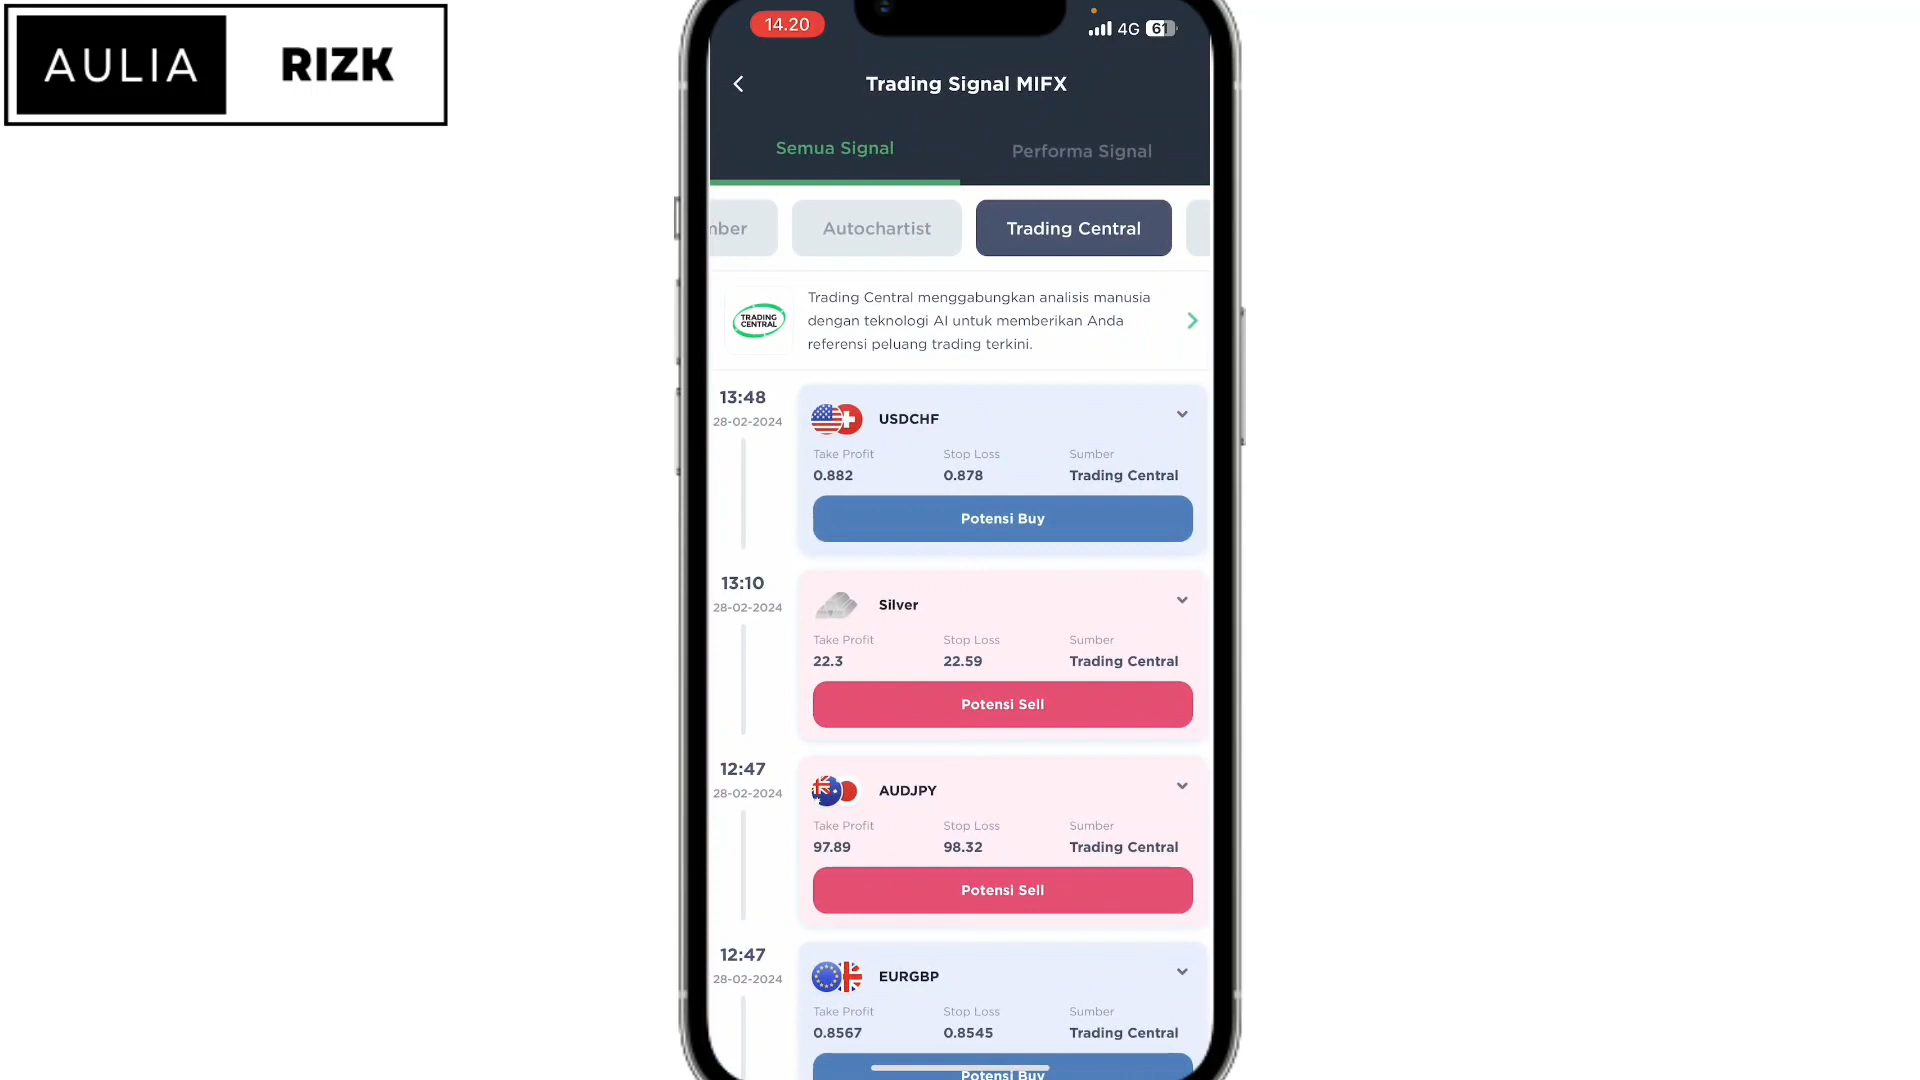 AULIA RIZK
14.20
4G 61
Trading Signal MIFX
Semua Signal
Performa Signal
Autochartist
Trading Central
TRADING
CENTRAL
Trading Central menggabungkan analisis manusia
dengan teknologi AI untuk memberikan Anda
referensi peluang trading terkini.
13:48
28-02-2024
USDCHF
Take Profit Stop Loss Sumber
0.882 0.878 Trading Central
Potensi Buy
13:10
28-02-2024
Silver
Take Profit Stop Loss Sumber
22.3 22.59 Trading Central
Potensi Sell
12:47
28-02-2024
AUDJPY
Take Profit Stop Loss Sumber
97.89 98.32 Trading Central
Potensi Sell
12:47
28-02-2024
EURGBP
Take Profit Stop Loss Sumber
0.8567 0.8545 Trading Central
Potensi Buy